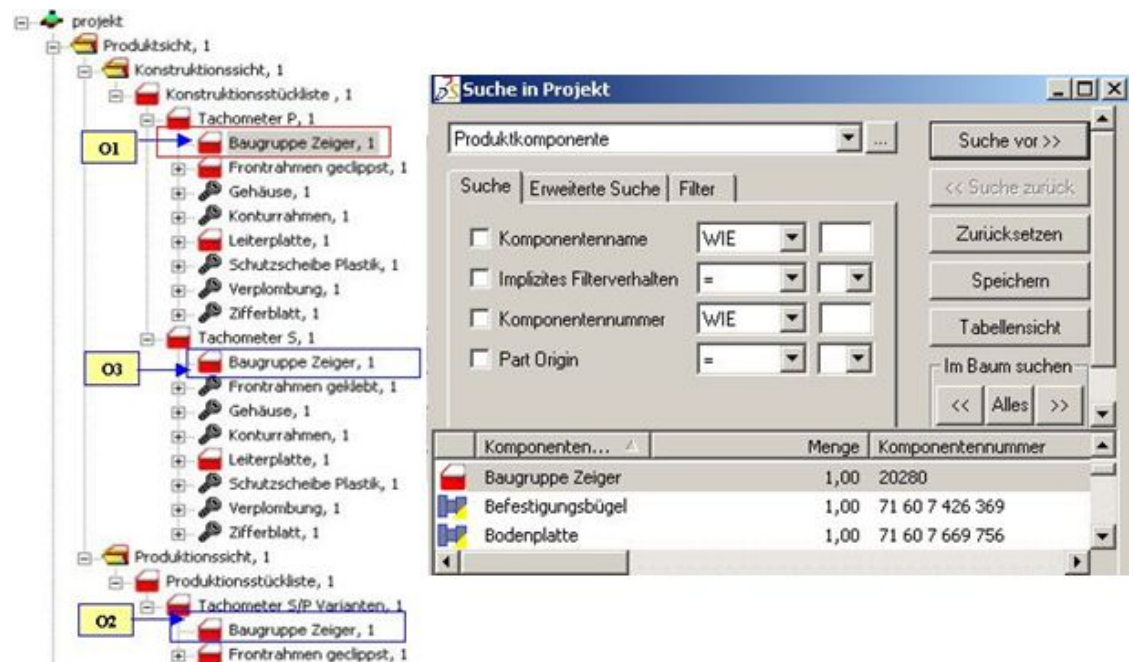 projekt
Produktsicht, 1
Konstruktionssicht, 1
Konstruktionsstückliste , 1
Tachometer P, 1
O1
Baugruppe Zeiger, 1
Frontrahmen geclippst, 1
Gehäuse, 1
Konturrahmen, 1
Leiterplatte, 1
Schutzscheibe Plastik, 1
Verplombung, 1
Zifferblatt, 1
Tachometer S, 1
O3
Baugruppe Zeiger, 1
Frontrahmen geklebt, 1
Gehäuse, 1
Konturrahmen, 1
Leiterplatte, 1
Schutzscheibe Plastik, 1
Verplombung, 1
Zifferblatt, 1
Produktionssicht, 1
Produktionsstückliste, 1
Tachometer S/P Varianten, 1
O2
Baugruppe Zeiger, 1
Frontrahmen geclippst, 1
Suche in Projekt
Produktkomponente ...
Suche Erweiterte Suche Filter
Komponentenname WIE
Implizites Filterverhalten =
Komponentennummer WIE
Part Origin =
Suche vor >>
<< Suche zurück
Zurücksetzen
Speichern
Tabellensicht
Im Baum suchen
<< Alles >>
Komponenten... Menge Komponentennummer
Baugruppe Zeiger 1,00 20280
Befestigungsbügel 1,00 71 60 7 426 369
Bodenplatte 1,00 71 60 7 669 756